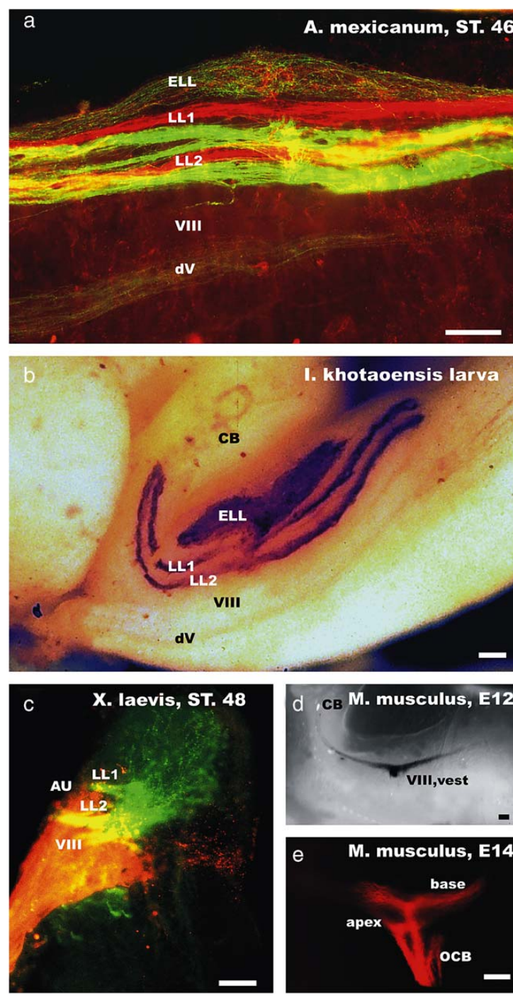 a
A. mexicanum, ST. 46
ELL
LL1
LL2
VIII
dV
b
I. khotaoensis larva
CB
ELL
LL1
LL2
VIII
dV
c
X. laevis, ST. 48
LL1
AU
LL2
VIII
d
M. musculus, E12
CB
VIII,vest
e
M. musculus, E14
base
apex
OCB